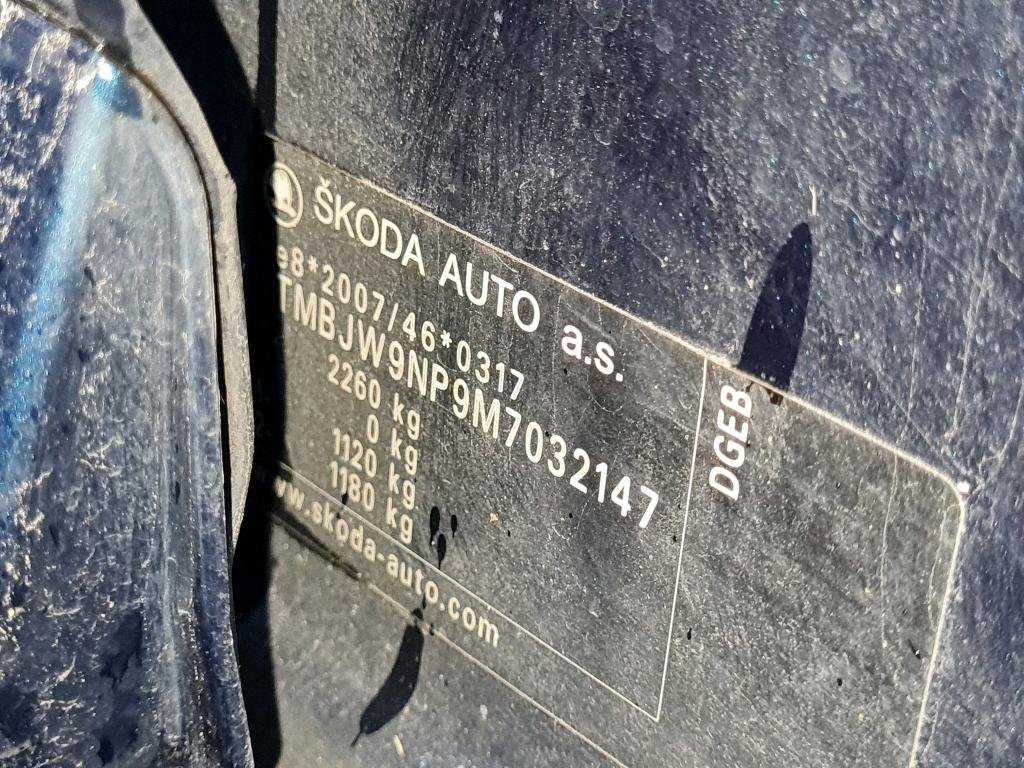 ŠKODA AUTO a.s.
e8*2007/46*0317
TMBJW9NP9M7032147
2260 kg
0 kg
1120 kg
1180 kg
www.skoda-auto.com
DGEB